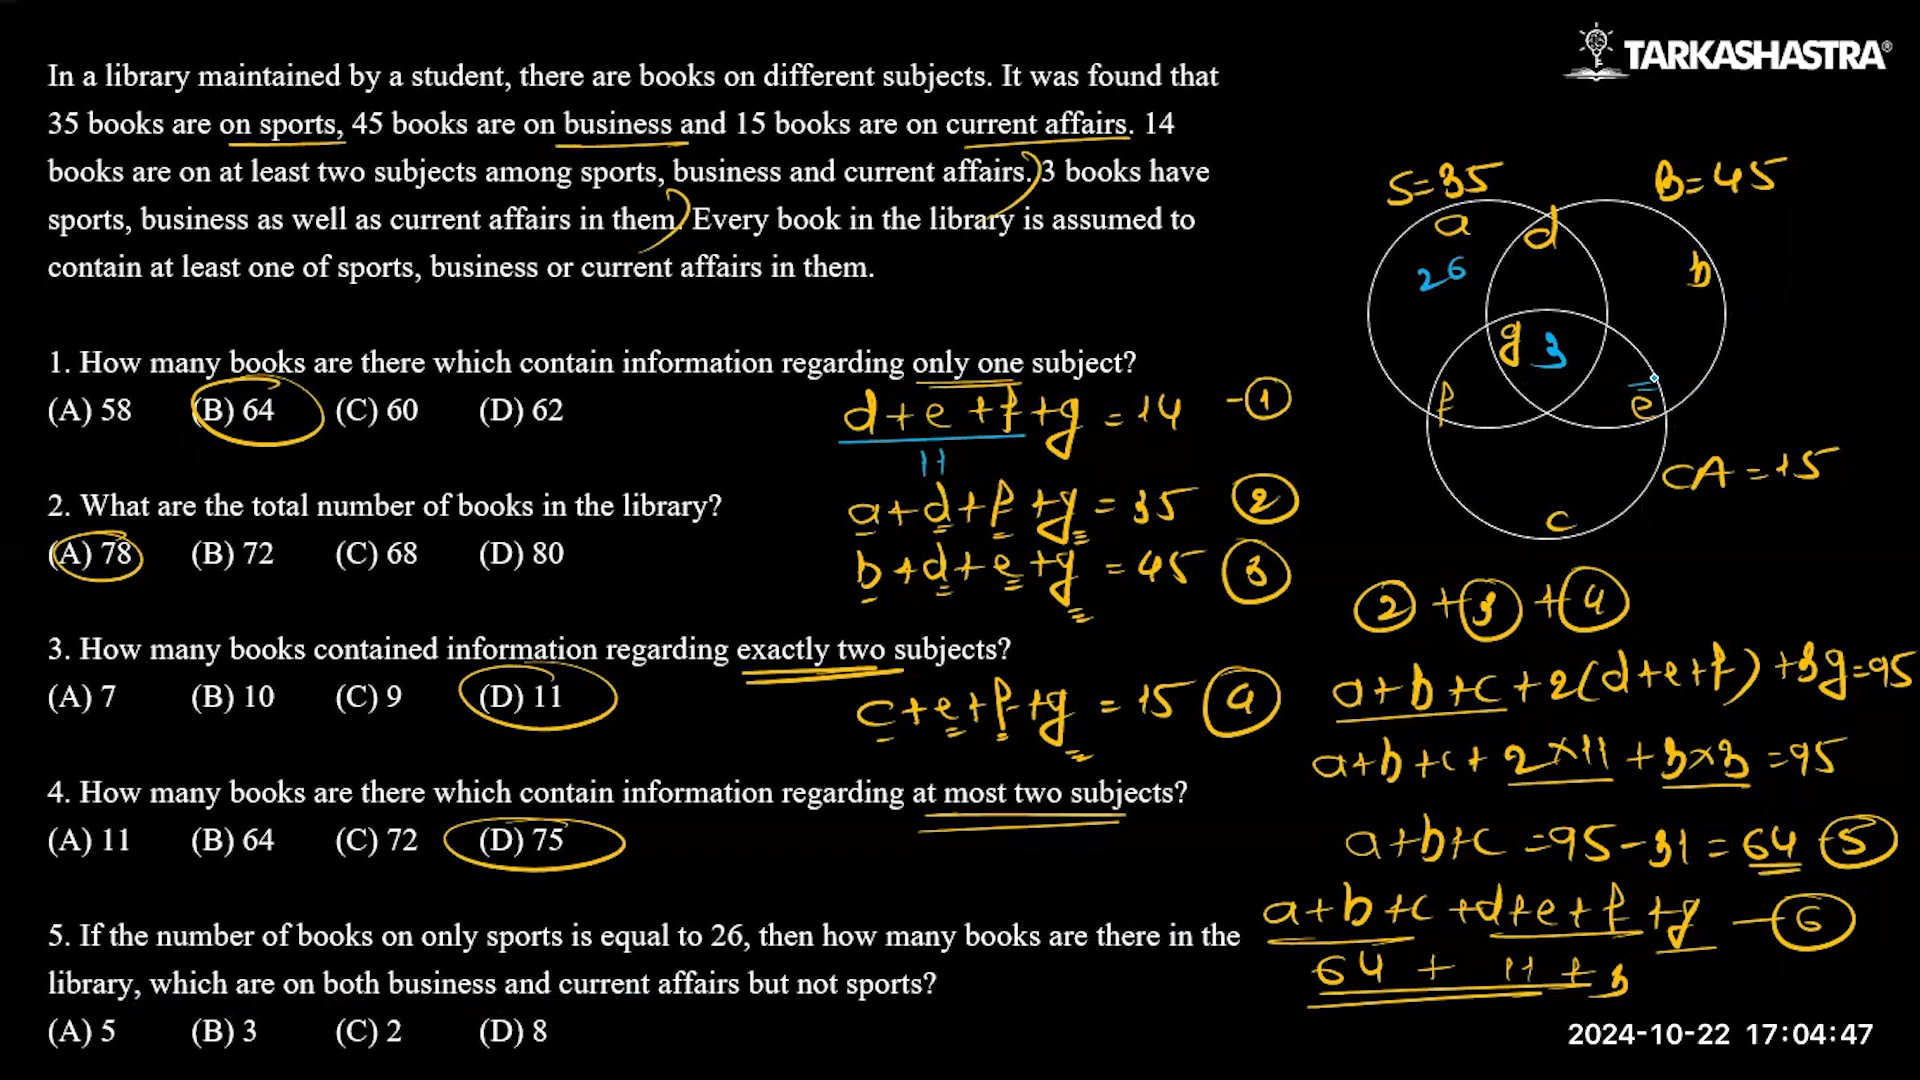 TARKASHASTRA®
In a library maintained by a student, there are books on different subjects. It was found that
35 books are on sports, 45 books are on business and 15 books are on current affairs. 14
books are on at least two subjects among sports, business and current affairs. 3 books have
sports, business as well as current affairs in them. Every book in the library is assumed to
contain at least one of sports, business or current affairs in them.
S=35
B=45
a
d
26
b
g 3
f
e
CA=15
c
1. How many books are there which contain information regarding only one subject?
(A) 58 (B) 64 (C) 60 (D) 62
d+e+f+g=14 -1
11
2. What are the total number of books in the library?
(A) 78 (B) 72 (C) 68 (D) 80
a+d+f+g=35 2
b+d+e+g=45 3
3. How many books contained information regarding exactly two subjects?
(A) 7 (B) 10 (C) 9 (D) 11
c+e+f+g=15 4
4. How many books are there which contain information regarding at most two subjects?
(A) 11 (B) 64 (C) 72 (D) 75
5. If the number of books on only sports is equal to 26, then how many books are there in the
library, which are on both business and current affairs but not sports?
(A) 5 (B) 3 (C) 2 (D) 8
2+3+4
a+b+c+2(d+e+f)+3g=95
a+b+c+2×11+3×3=95
a+b+c=95-31=64 5
a+b+c+d+e+f+g - 6
64+11+3
2024-10-22 17:04:47